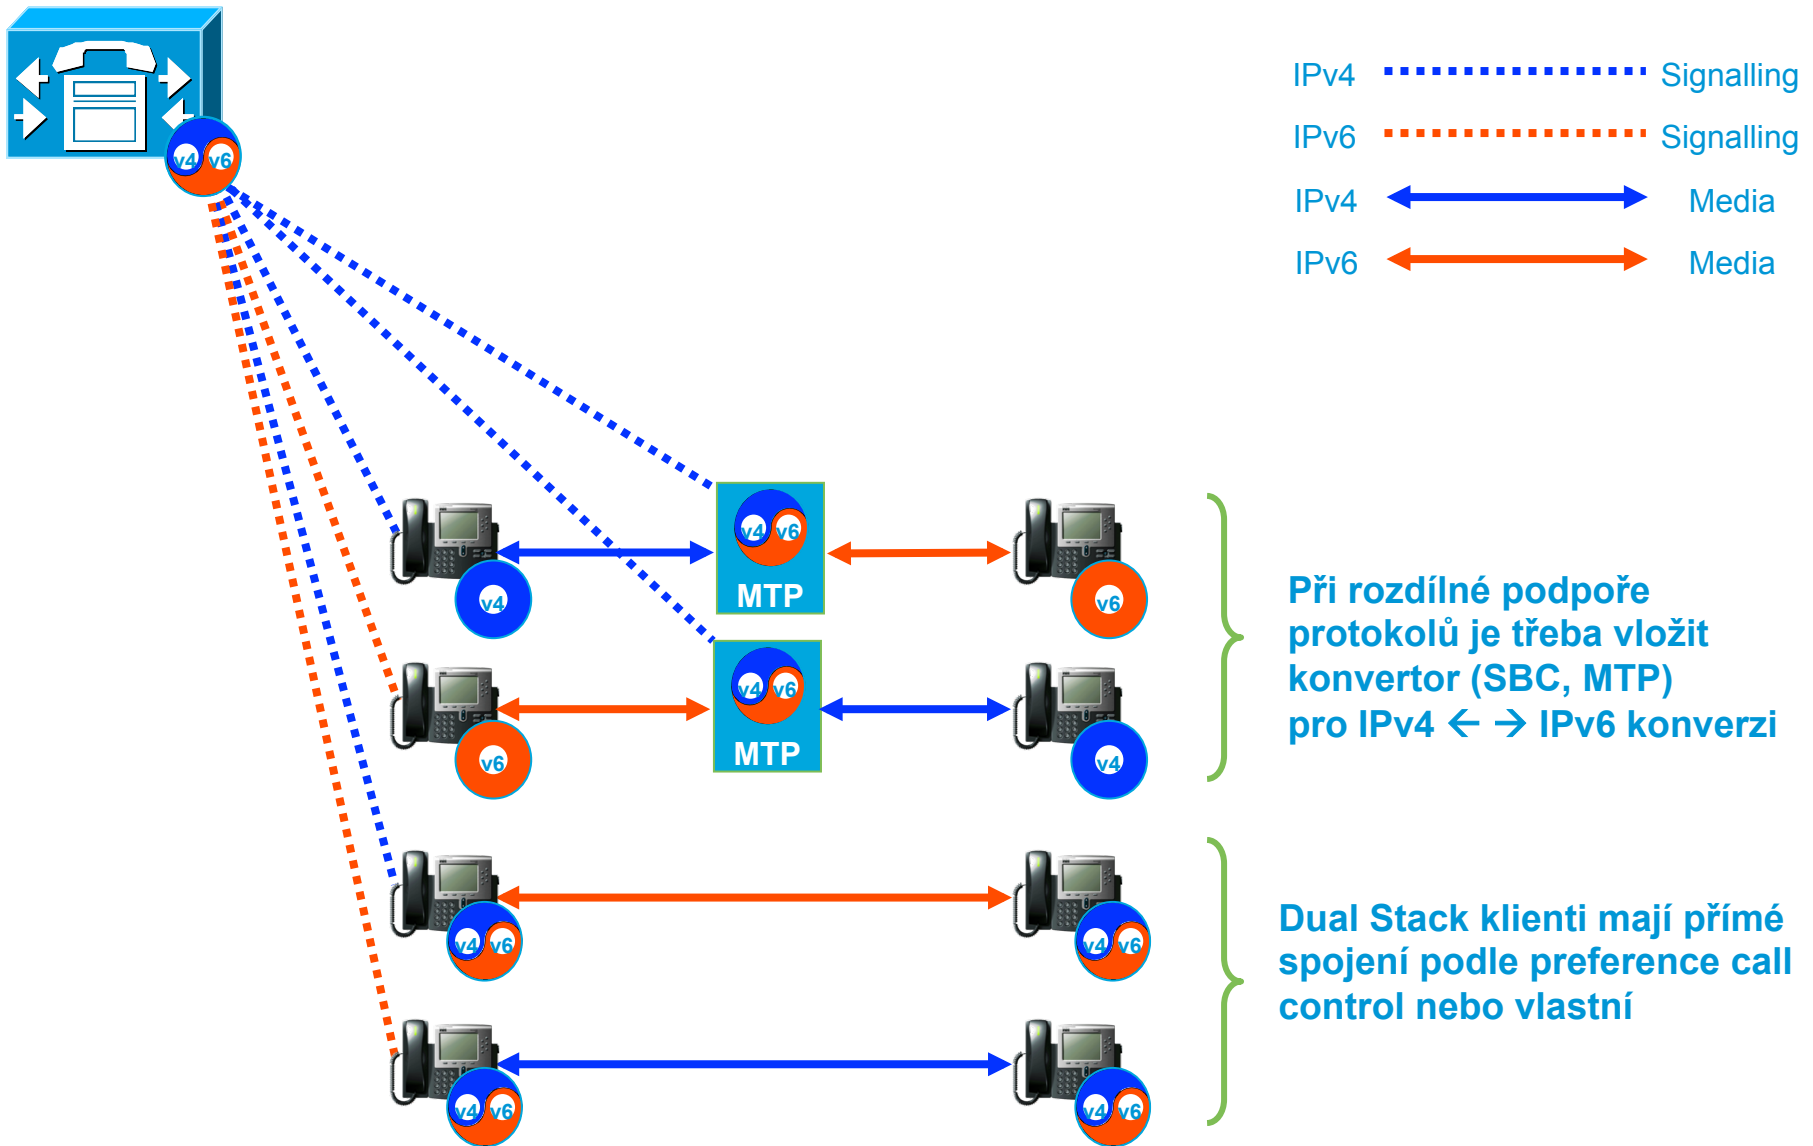 IPv4 Signalling
IPv6 Signalling
IPv4 Media
IPv6 Media
v4 v6
v4 v6
MTP
v4
v6
Při rozdílné podpoře
protokolů je třeba vložit
konvertor (SBC, MTP)
pro IPv4 ← → IPv6 konverzi
v4 v6
MTP
v6
v4
v4 v6
v4 v6
Dual Stack klienti mají přímé
spojení podle preference call
control nebo vlastní
v4 v6
v4 v6